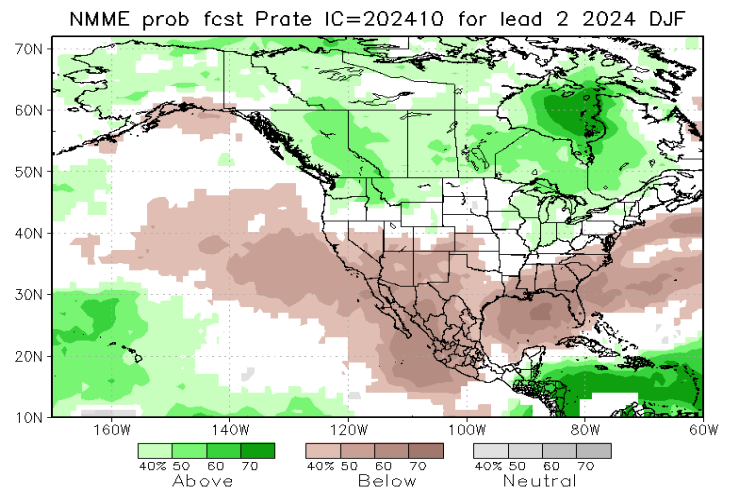 NMME prob fcst Prate IC=202410 for lead 2 2024 DJF
70N
60N
50N
40N
30N
20N
10N
160W 140W 120W 100W 80W 60W
40% 50 60 70 40% 50 60 70 40% 50 60 70
Above Below Neutral